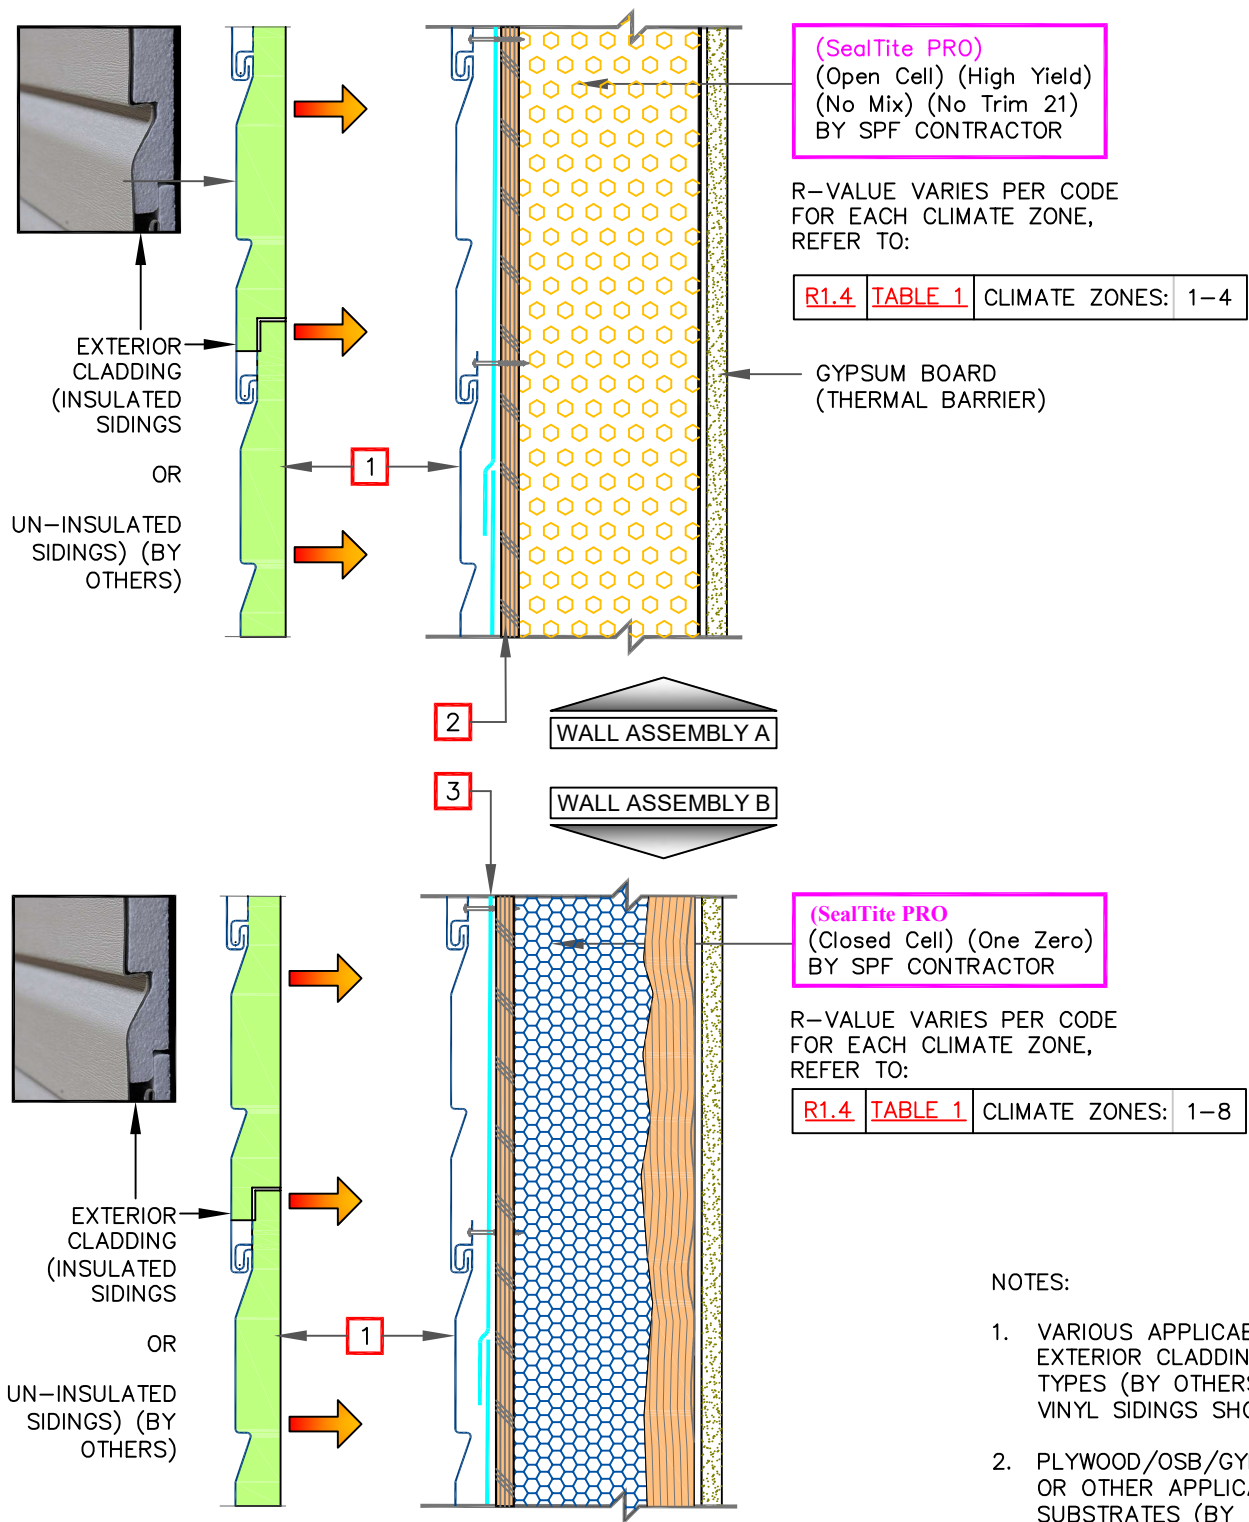 (SealTite PRO)
(Open Cell) (High Yield)
(No Mix) (No Trim 21)
BY SPF CONTRACTOR
R-VALUE VARIES PER CODE
FOR EACH CLIMATE ZONE,
REFER TO:
R1.4 TABLE 1 CLIMATE ZONES: 1-4
GYPSUM BOARD
(THERMAL BARRIER)
EXTERIOR
CLADDING
(INSULATED
SIDINGS
OR
UN-INSULATED
SIDINGS) (BY
OTHERS)
1
2
WALL ASSEMBLY A
3
WALL ASSEMBLY B
(SealTite PRO
(Closed Cell) (One Zero)
BY SPF CONTRACTOR
R-VALUE VARIES PER CODE
FOR EACH CLIMATE ZONE,
REFER TO:
R1.4 TABLE 1 CLIMATE ZONES: 1-8
EXTERIOR
CLADDING
(INSULATED
SIDINGS
OR
UN-INSULATED
SIDINGS) (BY
OTHERS)
1
NOTES:
1. VARIOUS
EXTERIOR
TYPES (BY
VINYL SIDINGS
2.
OR OTHER
SUBSTRATES (BY